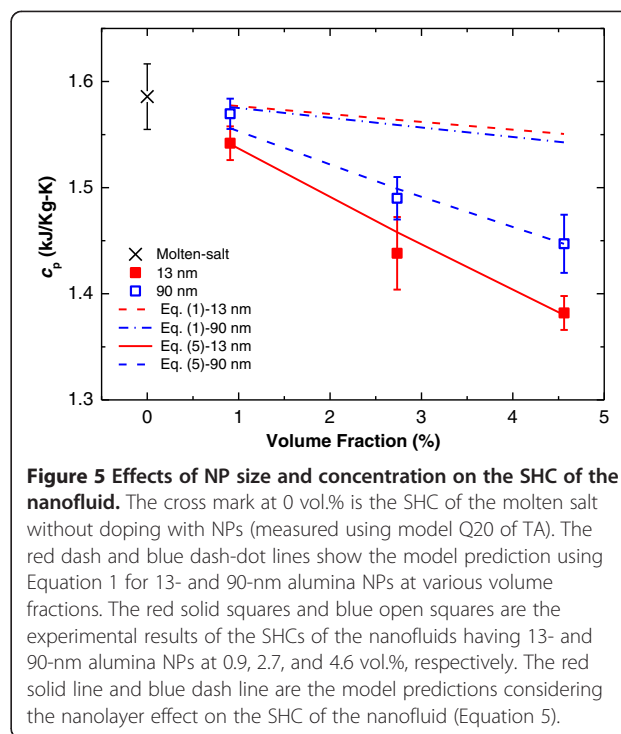 1.6
1.5
1.4
1.3
c_p (kJ/Kg-K)
Molten-salt
13 nm
90 nm
Eq. (1)-13 nm
Eq. (1)-90 nm
Eq. (5)-13 nm
Eq. (5)-90 nm
0 1 2 3 4 5
Volume Fraction (%)
Figure 5 Effects of NP size and concentration on the SHC of the
nanofluid. The cross mark at 0 vol.% is the SHC of the molten salt
without doping with NPs (measured using model Q20 of TA). The
red dash and blue dash-dot lines show the model prediction using
Equation 1 for 13- and 90-nm alumina NPs at various volume
fractions. The red solid squares and blue open squares are the
experimental results of the SHCs of the nanofluids having 13- and
90-nm alumina NPs at 0.9, 2.7, and 4.6 vol.%, respectively. The red
solid line and blue dash line are the model predictions considering
the nanolayer effect on the SHC of the nanofluid (Equation 5).